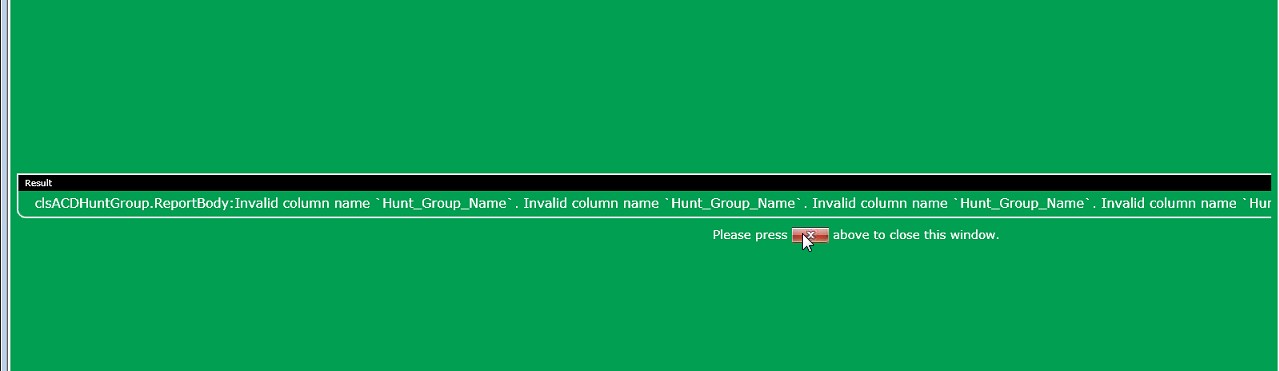 Result
clsACDHuntGroup.ReportBody:Invalid column name `Hunt_Group_Name`. Invalid column name `Hunt_Group_Name`. Invalid column name `Hunt_Group_Name`. Invalid column name `Hur
Please press above to close this window.